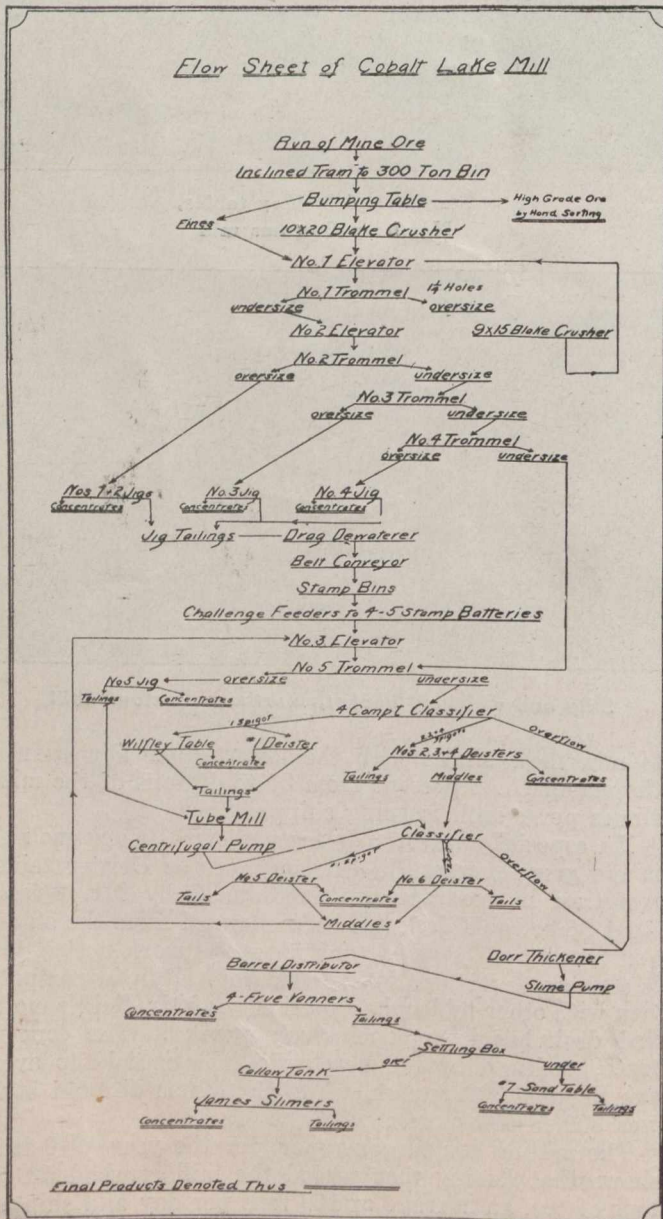 Flow Sheet of Cobalt Lake Mill
Run of Mine Ore
Inclined Tram to 300 Ton Bin
Bumping Table
High Grade Ore
by Hand Sorting
Fines
10X20 Blake Crusher
No.1 Elevator
No.1 Trommel 1¼ Holes
undersize oversize
No.2 Elevator 9X15 Blake Crusher
No.2 Trommel
oversize undersize
No.3 Trommel
oversize undersize
No.4 Trommel
oversize undersize
Nos 1+2 Jigs No.3 Jig No.4 Jig
Concentrates Concentrates Concentrates
Jig Tailings Drag Dewaterer
Belt Conveyor
Stamp Bins
Challenge Feeders to 4-5 Stamp Batteries
No.3 Elevator
No 5 Trommel
No 5 Jig oversize undersize
Tailings Concentrates
4 Compt Classifier
1 spigot spigots overflow
Wilfley Table #1 Deister Nos 2,3+4 Deisters
Concentrates Tailings Middles Concentrates
Tailings
Tube Mill
Centrifugal Pump Classifier
spigot overflow
No 5 Deister No.6 Deister
Tails Concentrates Tails
Middles
Dorr Thickener
Barrel Distributor
Slime Pump
4-Frue Vanners
Concentrates Tailings
Settling Box
over under
Callow Tank
#7 Sand Table
James Slimers Concentrates Tailings
Concentrates Tailings
Final Products Denoted Thus